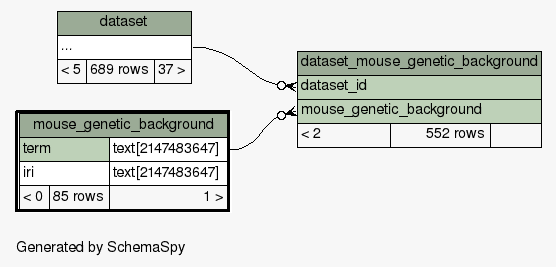 dataset
...
< 5 689 rows 37 >
dataset_mouse_genetic_background
dataset_id
mouse_genetic_background
< 2 552 rows
mouse_genetic_background
term text[2147483647]
iri text[2147483647]
< 0 85 rows 1 >
Generated by SchemaSpy